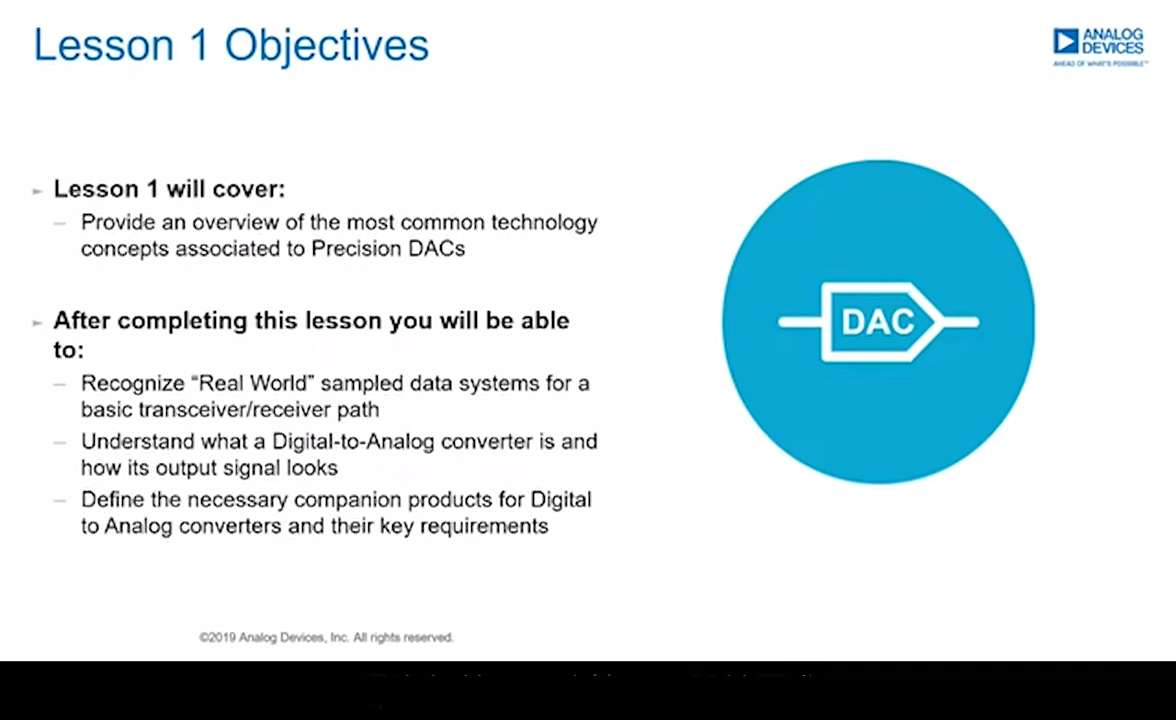 Lesson 1 Objectives
ANALOG
DEVICES
AHEAD OF WHAT'S POSSIBLE™
Lesson 1 will cover:
– Provide an overview of the most common technology
concepts associated to Precision DACs
After completing this lesson you will be able
to:
– Recognize “Real World” sampled data systems for a
basic transceiver/receiver path
– Understand what a Digital-to-Analog converter is and
how its output signal looks
– Define the necessary companion products for Digital
to Analog converters and their key requirements
DAC
©2019 Analog Devices, Inc. All rights reserved.